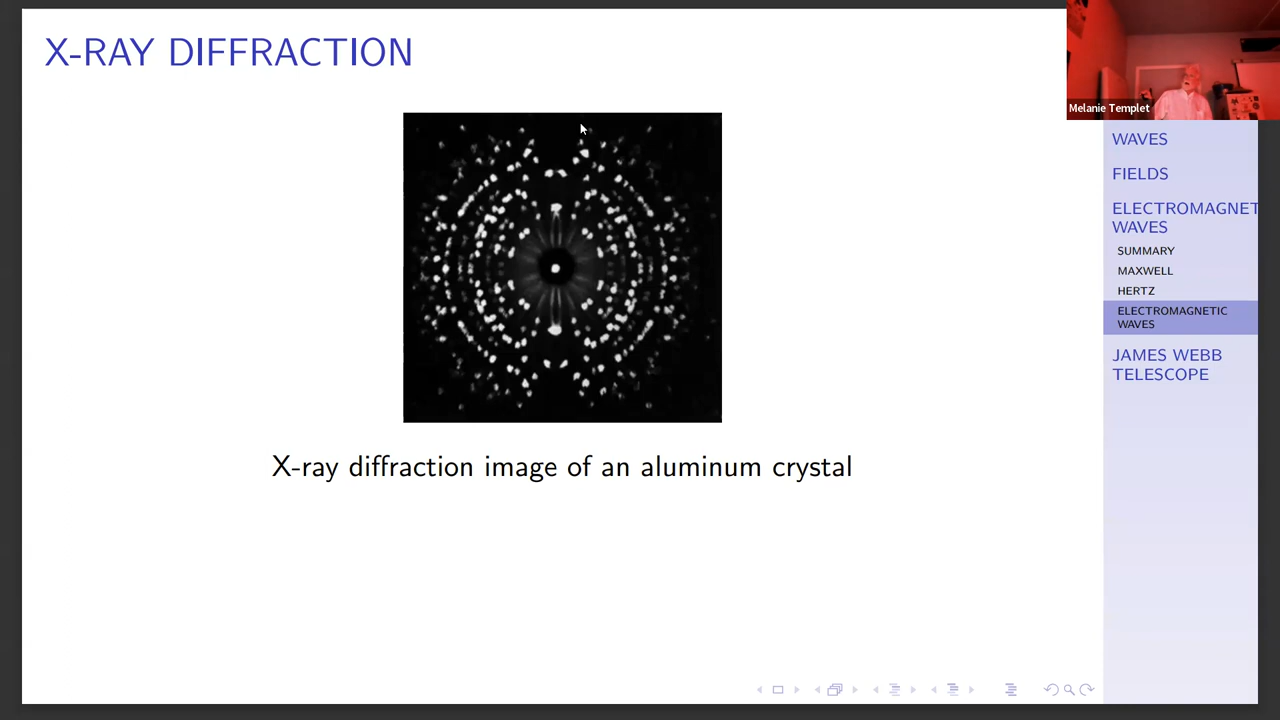 X-RAY DIFFRACTION
X-ray diffraction image of an aluminum crystal
Melanie Templet
WAVES
FIELDS
ELECTROMAGNET
WAVES
SUMMARY
MAXWELL
HERTZ
ELECTROMAGNETIC
WAVES
JAMES WEBB
TELESCOPE